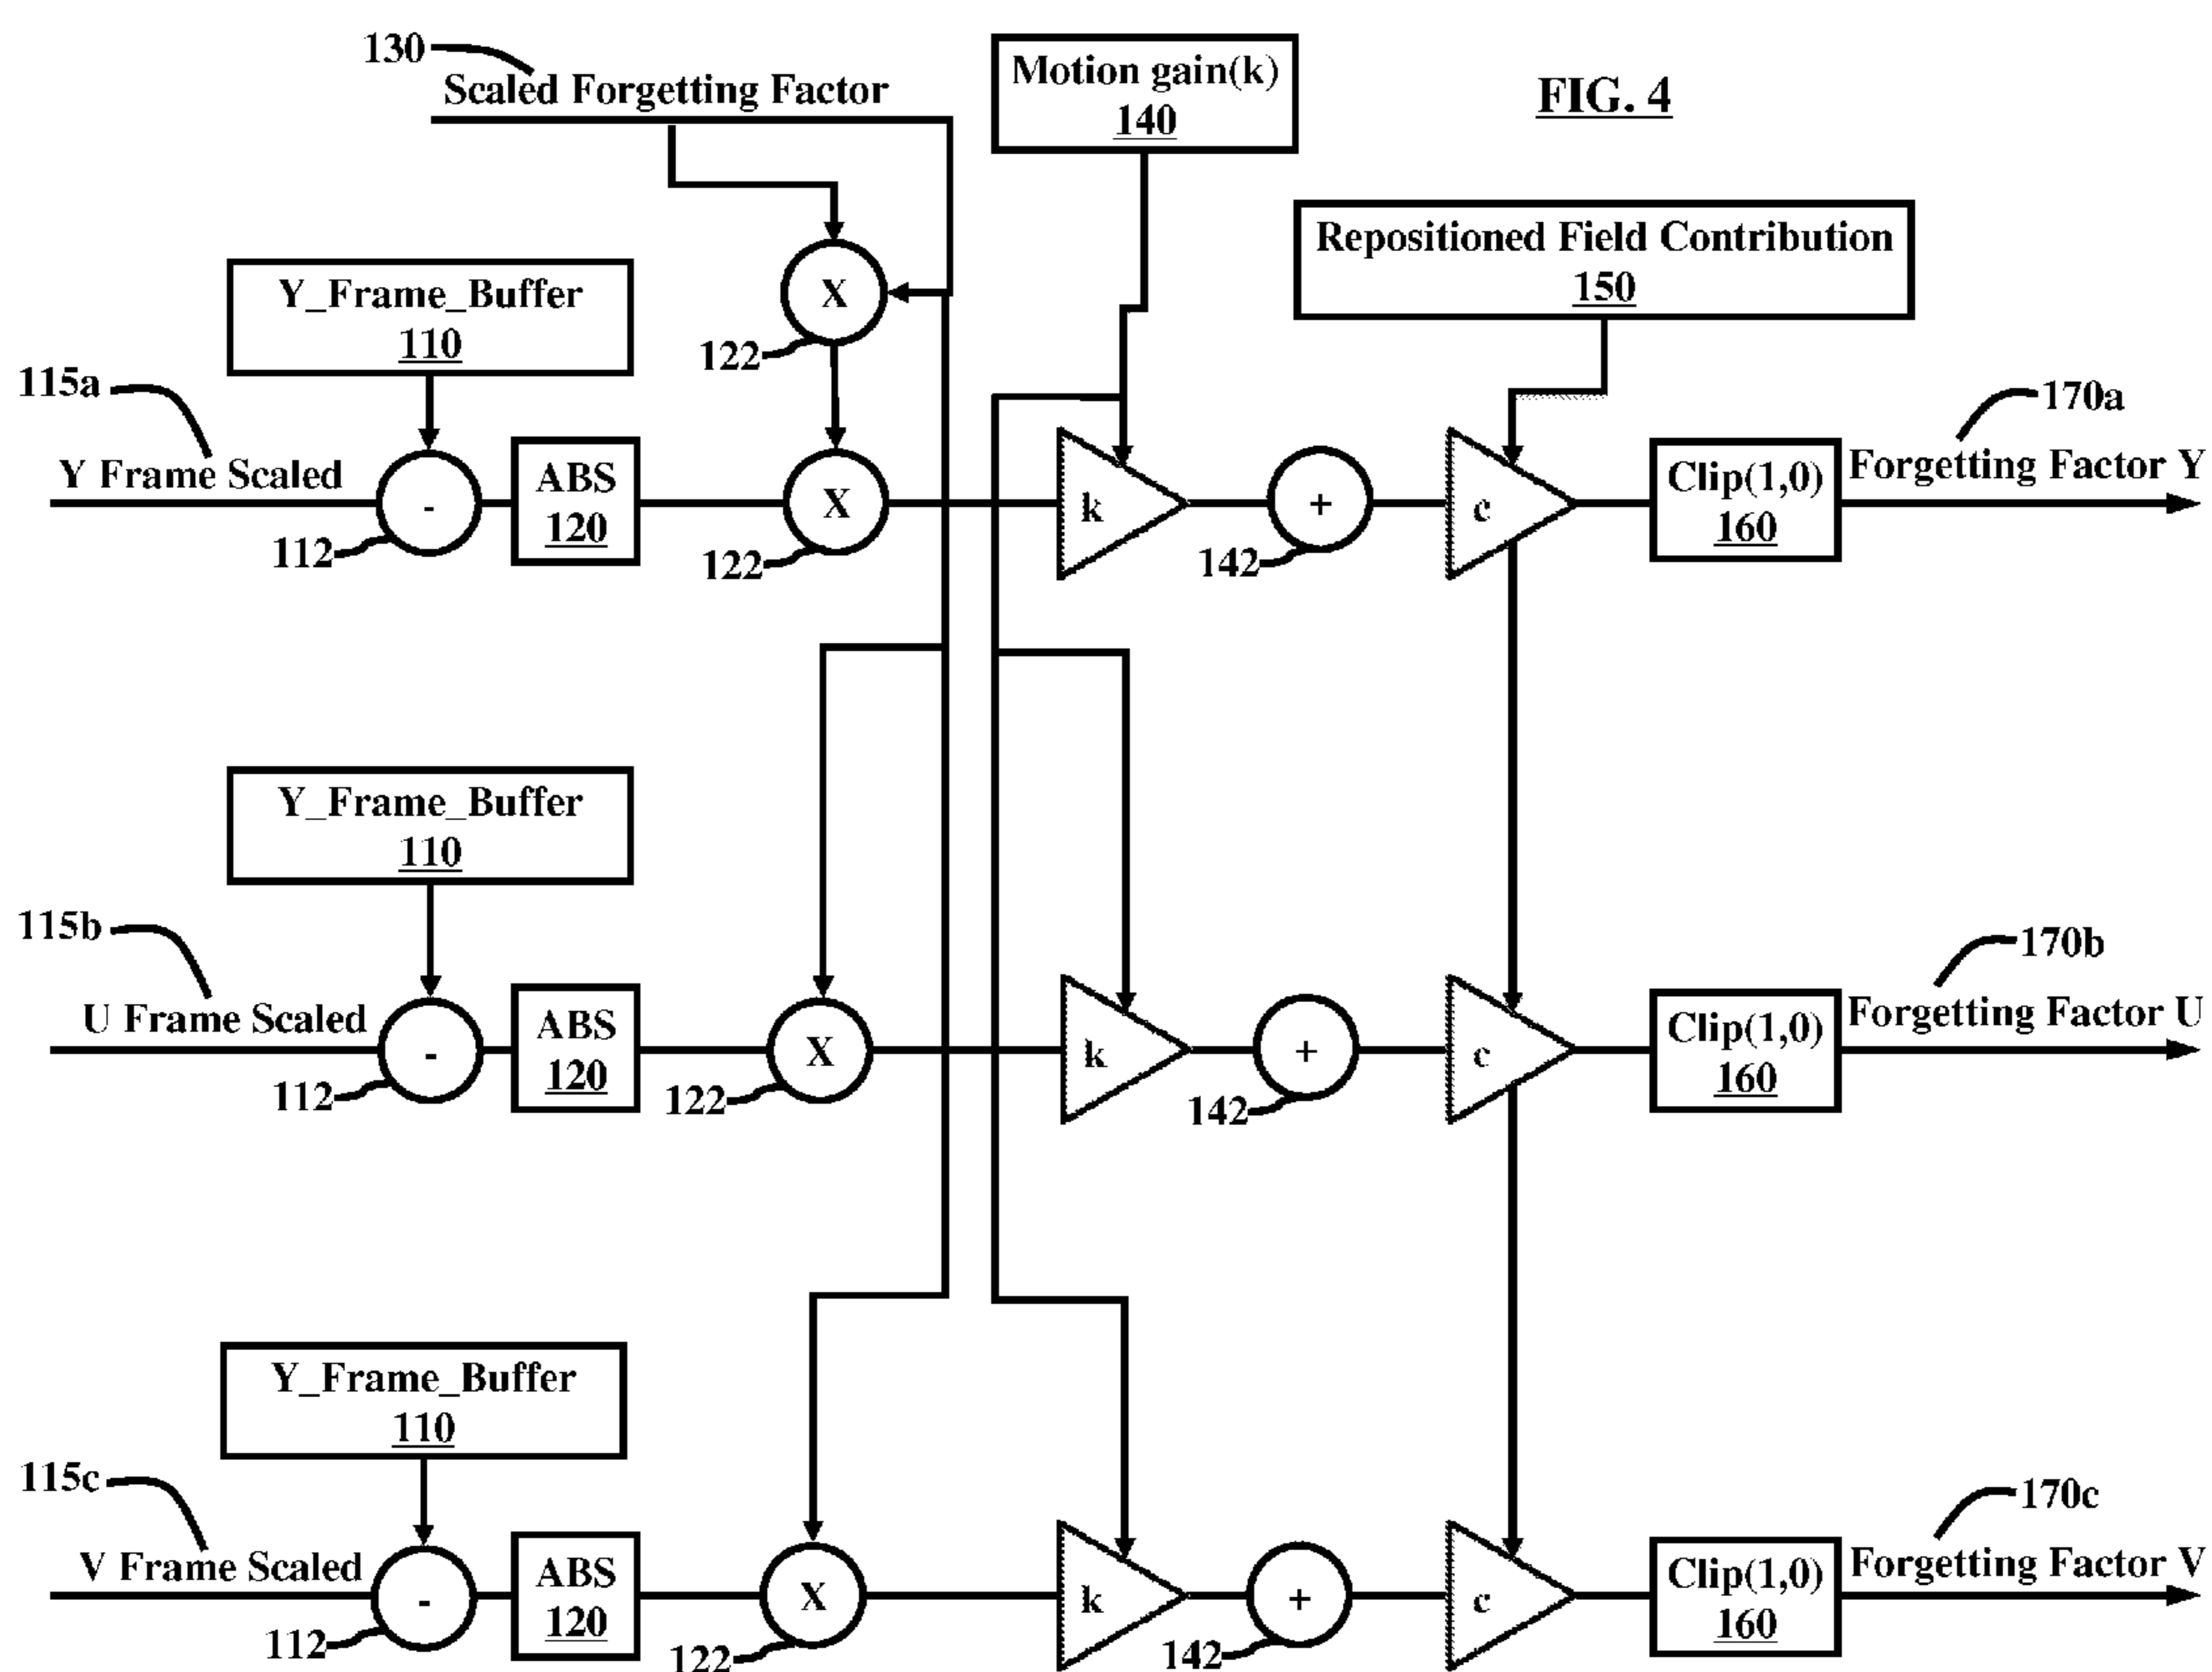 130
Scaled Forgetting Factor
Motion gain(k)
140
FIG. 4
Repositioned Field Contribution
150
Y_Frame_Buffer
110
X
122
115a
Y Frame Scaled
-
112
ABS
120
X
122
k
+
142
c
Clip(1,0)
160
170a
Forgetting Factor Y
Y_Frame_Buffer
110
115b
U Frame Scaled
-
112
ABS
120
X
122
k
+
142
c
Clip(1,0)
160
170b
Forgetting Factor U
Y_Frame_Buffer
110
115c
V Frame Scaled
-
112
ABS
120
X
122
k
+
142
c
Clip(1,0)
160
170c
Forgetting Factor V